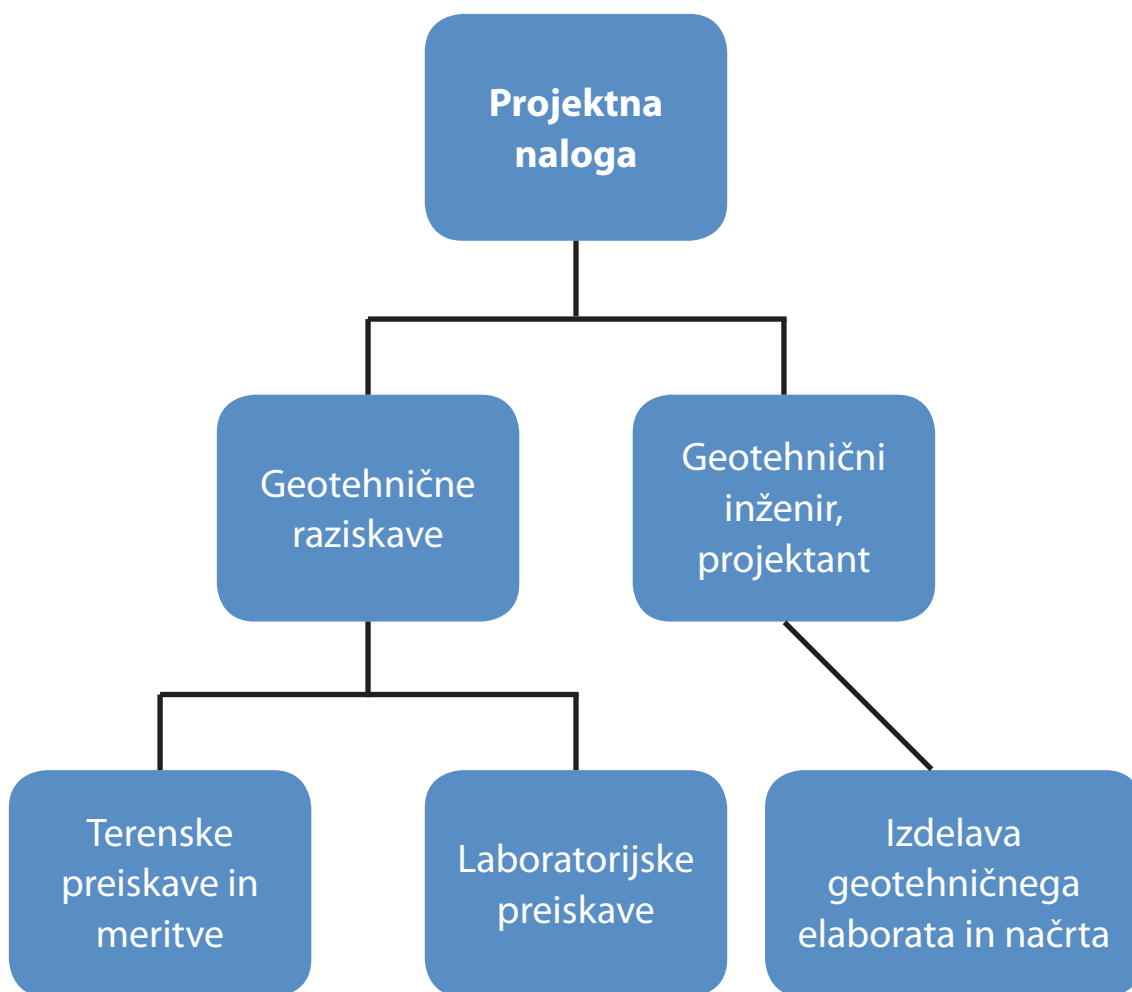 Projektna
naloga
Geotehnične
raziskave
Geotehnični
inženir,
projektant
Terenske
preiskave in
meritve
Laboratorijske
preiskave
Izdelava
geotehničnega
elaborata in načrta